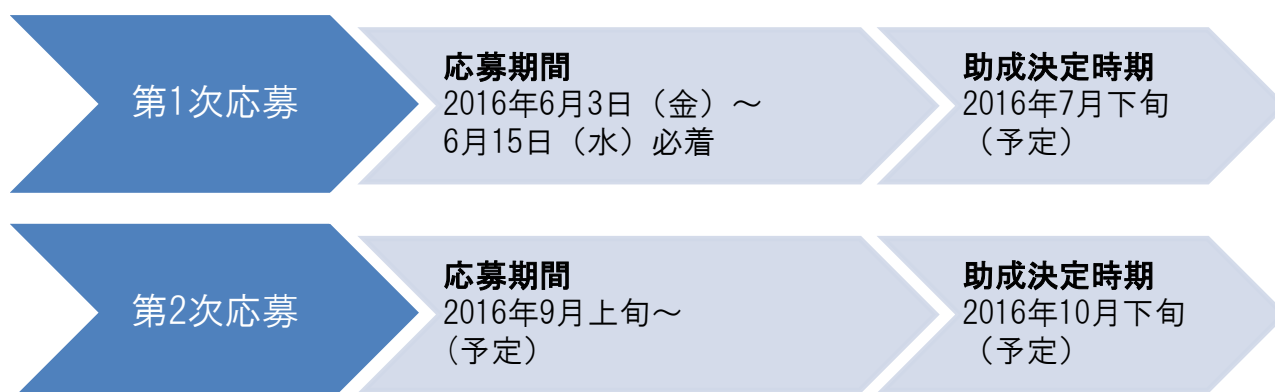 第1次応募
応募期間
2016年6月3日（金）～
6月15日（水）必着
助成決定時期
2016年7月下旬
（予定）
第2次応募
応募期間
2016年9月上旬～
(予定）
助成決定時期
2016年10月下旬
（予定）